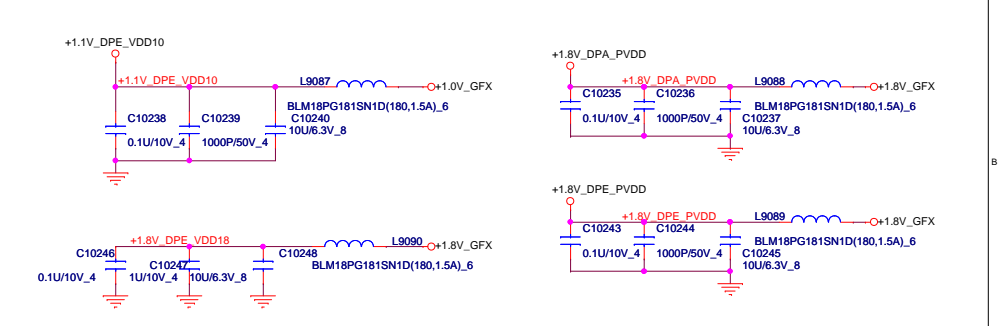 +1.1V_DPE_VDD10
+1.1V_DPE_VDD10
L9087
+1.0V_GFX
BLM18PG181SN1D(180,1.5A)_6
C10238
C10239
C10240
0.1U/10V_4
1000P/50V_4
10U/6.3V_8
+1.8V_DPA_PVDD
+1.8V_DPA_PVDD
L9088
+1.8V_GFX
C10235
C10236
BLM18PG181SN1D(180,1.5A)_6
0.1U/10V_4
1000P/50V_4
C10237
10U/6.3V_8
B
+1.8V_DPE_VDD18
L9090
+1.8V_GFX
C10246
C10247
C10248
BLM18PG181SN1D(180,1.5A)_6
0.1U/10V_4
1U/10V_4
10U/6.3V_8
+1.8V_DPE_PVDD
+1.8V_DPE_PVDD
L9089
+1.8V_GFX
C10243
C10244
BLM18PG181SN1D(180,1.5A)_6
0.1U/10V_4
1000P/50V_4
C10245
10U/6.3V_8